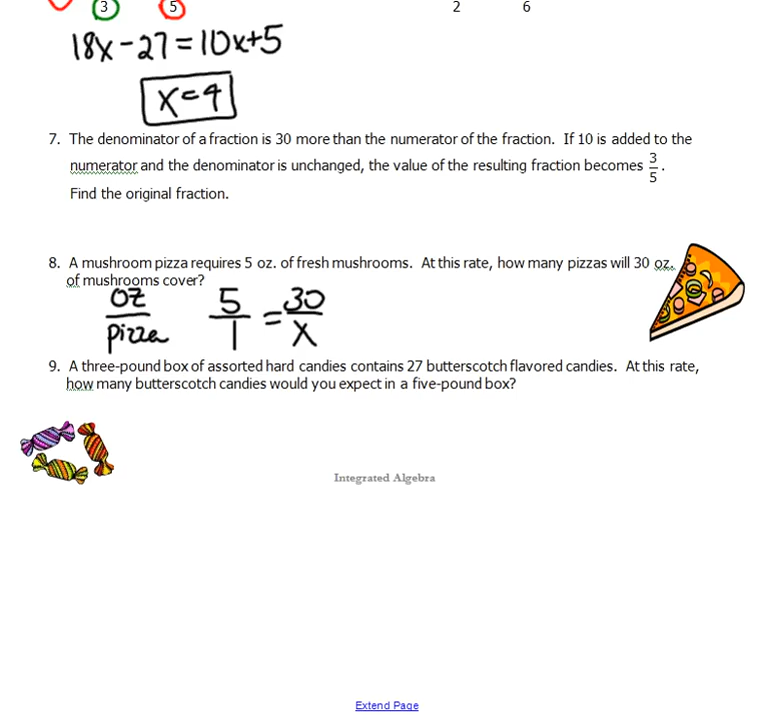 3 5 2 6
18x-27=10x+5
x=4
7. The denominator of a fraction is 30 more than the numerator of the fraction. If 10 is added to the
numerator and the denominator is unchanged, the value of the resulting fraction becomes 3/5.
Find the original fraction.
8. A mushroom pizza requires 5 oz. of fresh mushrooms. At this rate, how many pizzas will 30 oz.
of mushrooms cover?
oz/pizza 5/1 = 30/x
9. A three-pound box of assorted hard candies contains 27 butterscotch flavored candies. At this rate,
how many butterscotch candies would you expect in a five-pound box?
Integrated Algebra
Extend Page